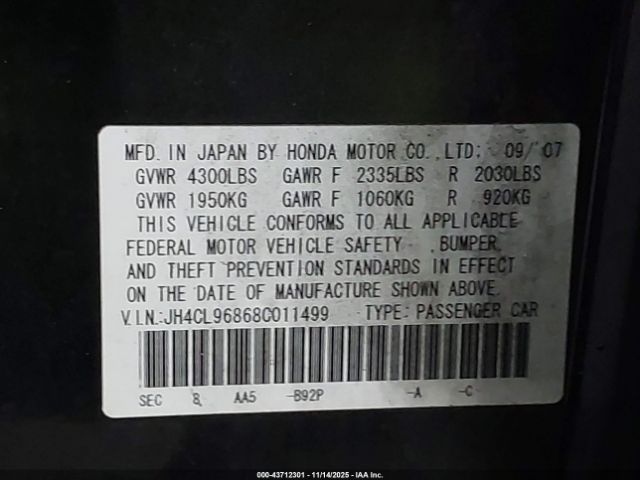 MFD. IN JAPAN BY HONDA MOTOR CO., LTD: 09/ 07
GVWR 4300LBS GAWR F 2335LBS R 2030LBS
GVWR 1950KG GAWR F 1060KG R 920KG
THIS VEHICLE CONFORMS TO ALL APPLICABLE
FEDERAL MOTOR VEHICLE SAFETY , BUMPER,
AND THEFT PREVENTION STANDARDS IN EFFECT
ON THE DATE OF MANUFACTURE SHOWN ABOVE.
V.I.N.:JH4CL96868C011499 TYPE: PASSENGER CAR
SEC 8 AA5 -B92P -A -C
000-43712301 - 11/14/2025 - IAA Inc.